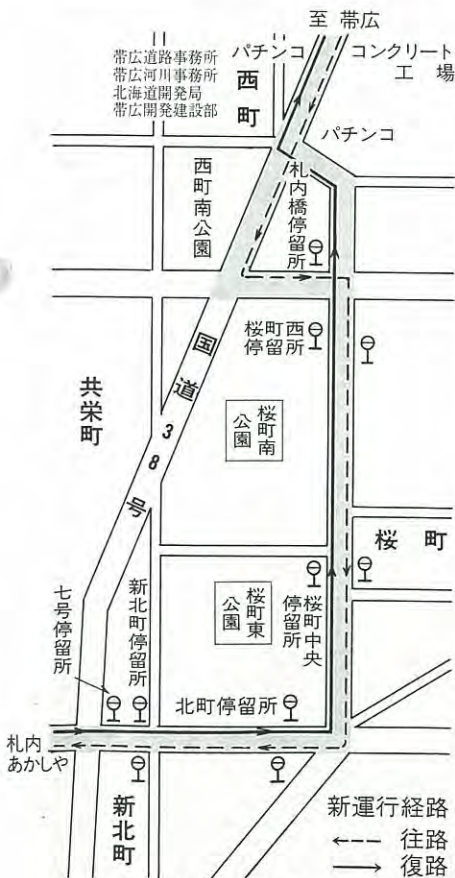 至 帯広
帯広道路事務所
帯広河川事務所
北海道開発局
帯広開発建設部
パチンコ
コンクリート
工場
西町
パチンコ
西町南公園
札内橋停留所
桜町西
停留所
国道38号
共栄町
桜町南
公園
桜町
七号停留所
新北町停留所
桜町東
公園
桜町中央
停留所
北町停留所
札内
あかしや
新北町
新運行経路
往路
復路